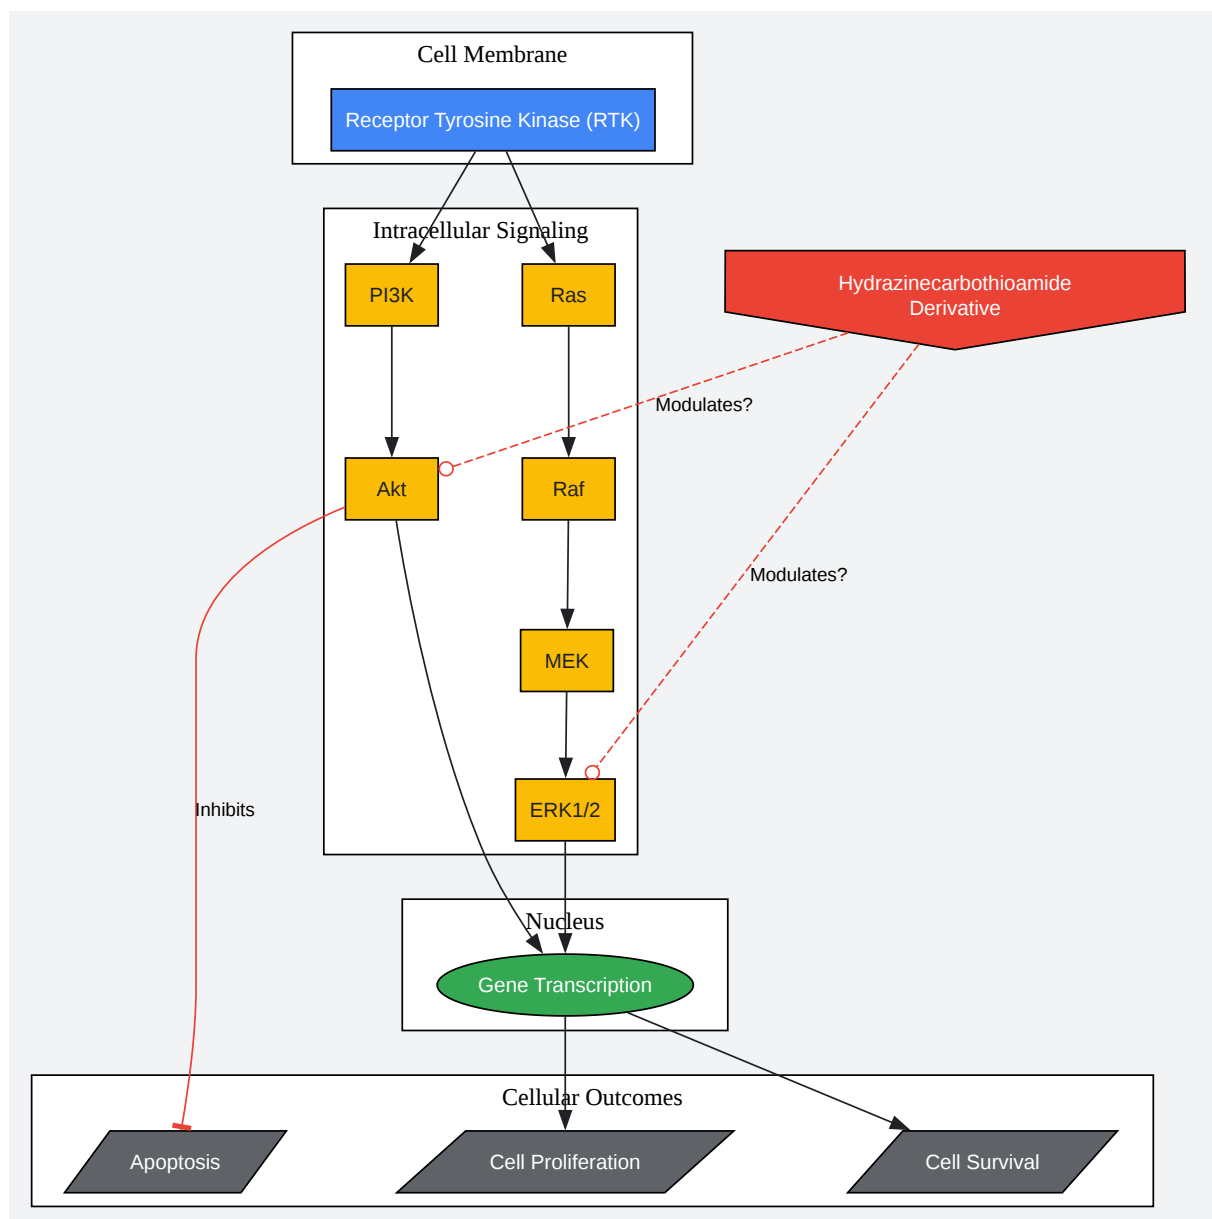 Cell Membrane
Receptor Tyrosine Kinase (RTK)
Intracellular Signaling
PI3K
Ras
Hydrazinecarbothioamide
Derivative
Modulates?
Akt
Raf
Modulates?
MEK
ERK1/2
Inhibits
Nucleus
Gene Transcription
Cellular Outcomes
Apoptosis
Cell Proliferation
Cell Survival